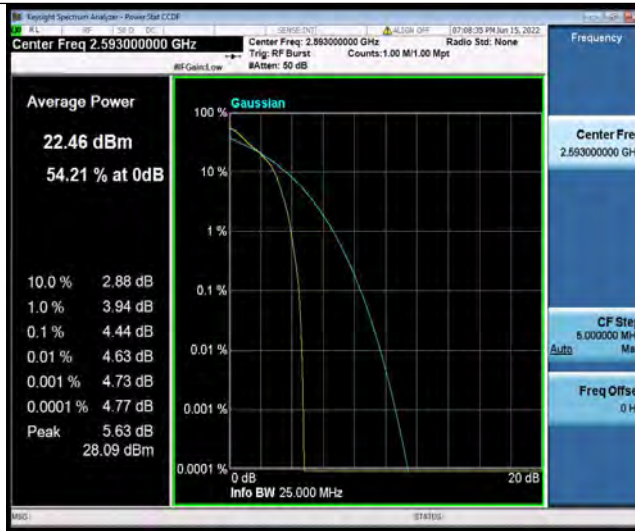 Keysight Spectrum Analyzer - Power Stat CCDF
RL RF 50 Ω DC SENSE:INT ALIGN OFF 07:08:35 PM Jun 15, 2022
Center Freq 2.593000000 GHz
Center Freq: 2.593000000 GHz Radio Std: None
Trig: RF Burst Counts:1.00 M/1.00 Mpt
#IFGain:Low #Atten: 50 dB
Frequency
Average Power
22.46 dBm
54.21 % at 0dB
10.0 % 2.88 dB
1.0 % 3.94 dB
0.1 % 4.44 dB
0.01 % 4.63 dB
0.001 % 4.73 dB
0.0001 % 4.77 dB
Peak 5.63 dB
28.09 dBm
Gaussian
100 %
10 %
1 %
0.1 %
0.01 %
0.001 %
0.0001 %
0 dB 20 dB
Info BW 25.000 MHz
Center Fre
2.593000000 GH
CF Ste
5.000000 MH
Auto Ma
Freq Offse
0 H
MSG STATUS